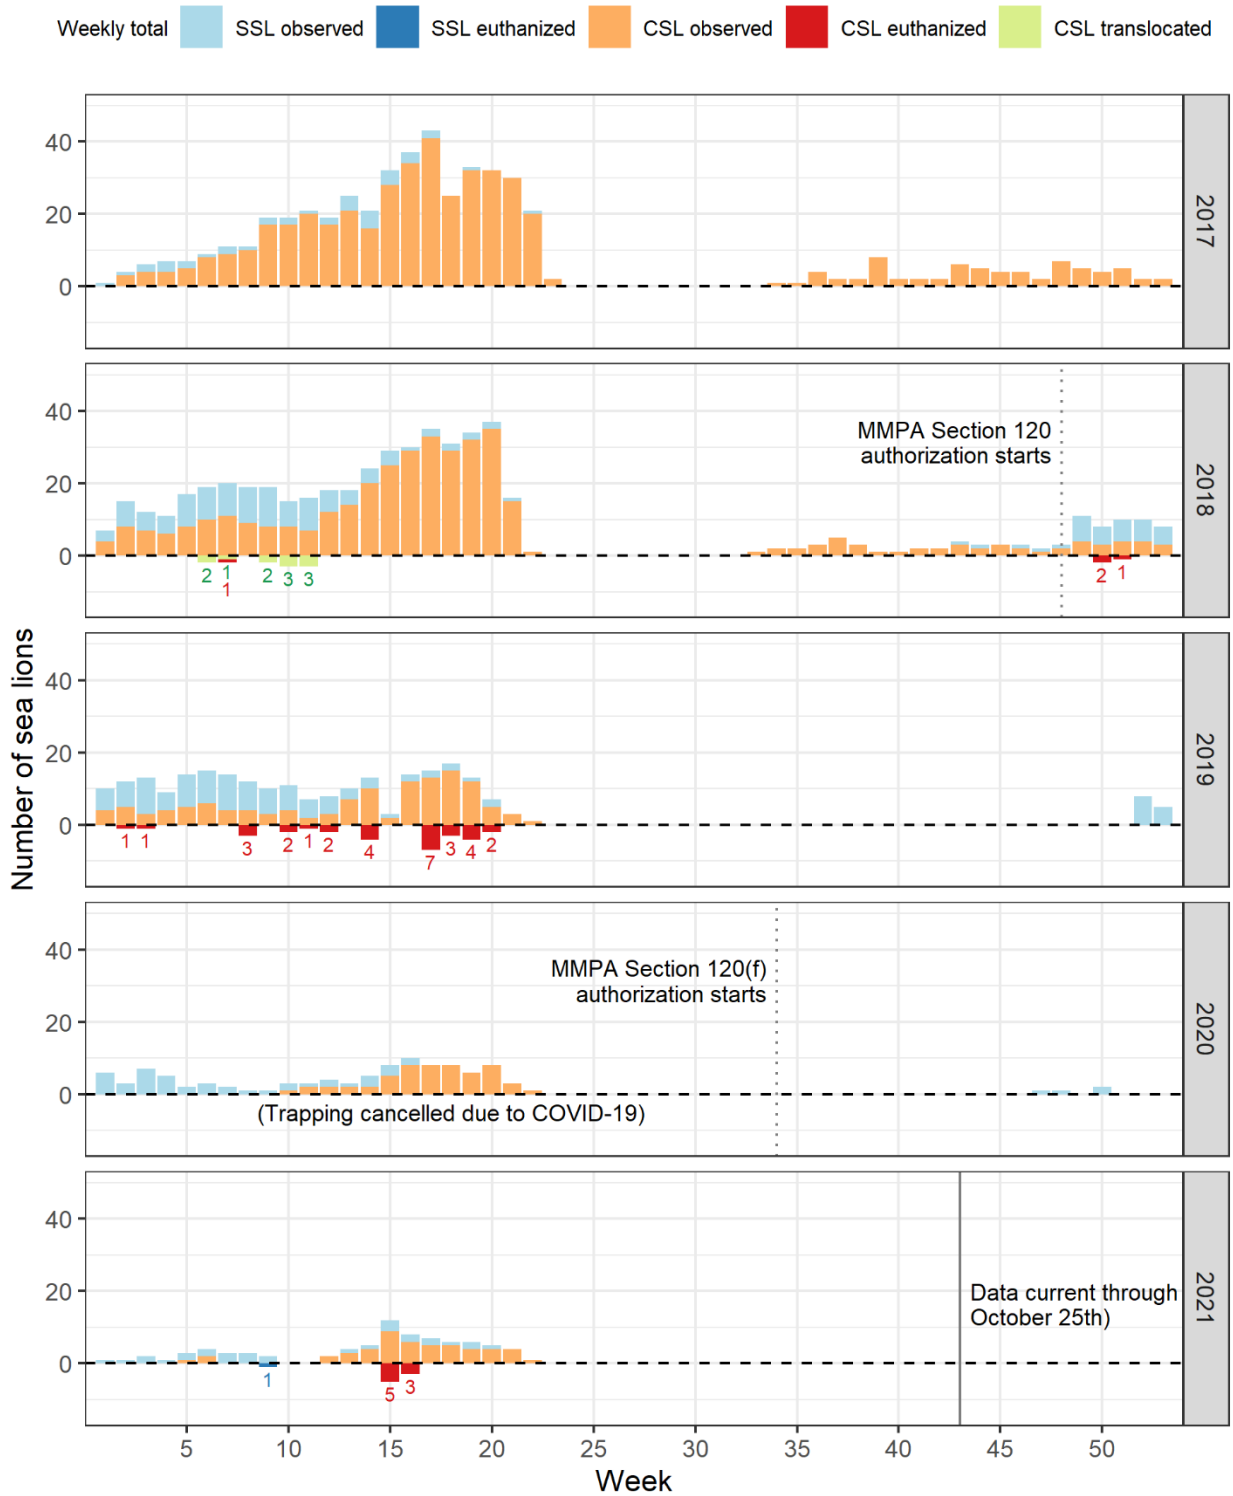 Weekly total SSL observed SSL euthanized CSL observed CSL euthanized CSL translocated
Number of sea lions
40
20
0
2017
40
20
0
MMPA Section 120
authorization starts
2 1 2 3 3
1
2 1
2018
40
20
0
1 1 3 2 1 2 4 7 3 4 2
2019
40
20
0
MMPA Section 120(f)
authorization starts
(Trapping cancelled due to COVID-19)
2020
40
20
0
Data current through
October 25th)
1 5 3
2021
5 10 15 20 25 30 35 40 45 50
Week